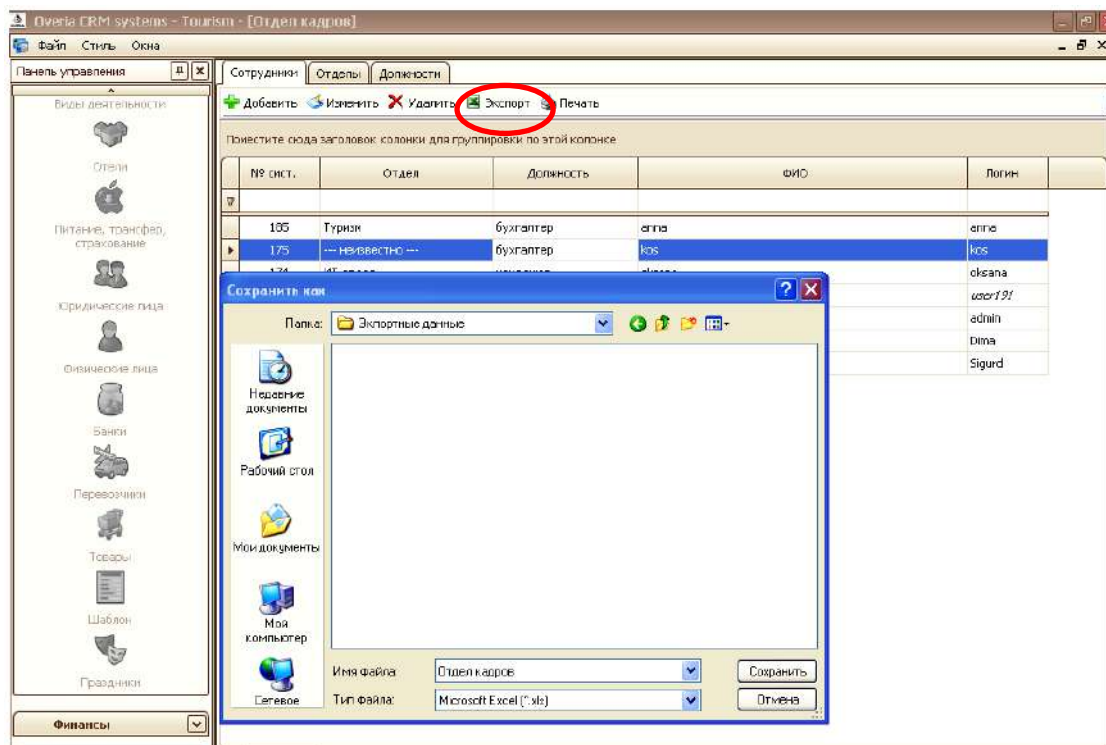 Overia CRM systems - Tourism - [Отдел кадров]
Файл Стиль Окна
Панель управления
Виды деятельности
Отели
Питание, трансфер,
страхование
Юридические лица
Физические лица
Банки
Перевозчики
Товары
Шаблон
Праздники
Финансы
Сотрудники Отделы Должности
Добавить Изменить Удалить Экспорт Печать
Поместите сюда заголовок колонки для группировки по этой колонке
№ сист. Отдел Должность ФИО Логин
185 Туризм бухгалтер anna anna
175 --- неизвестно --- бухгалтер kos kos
oksana
user191
admin
Dima
Sigurd
Сохранить как
Папка: Экпортные данные
Недавние
документы
Рабочий стол
Мои документы
Мой
компьютер
Сетевое
Имя файла: Отдел кадров Сохранить
Тип файла: Microsoft Excel (*.xls) Отмена